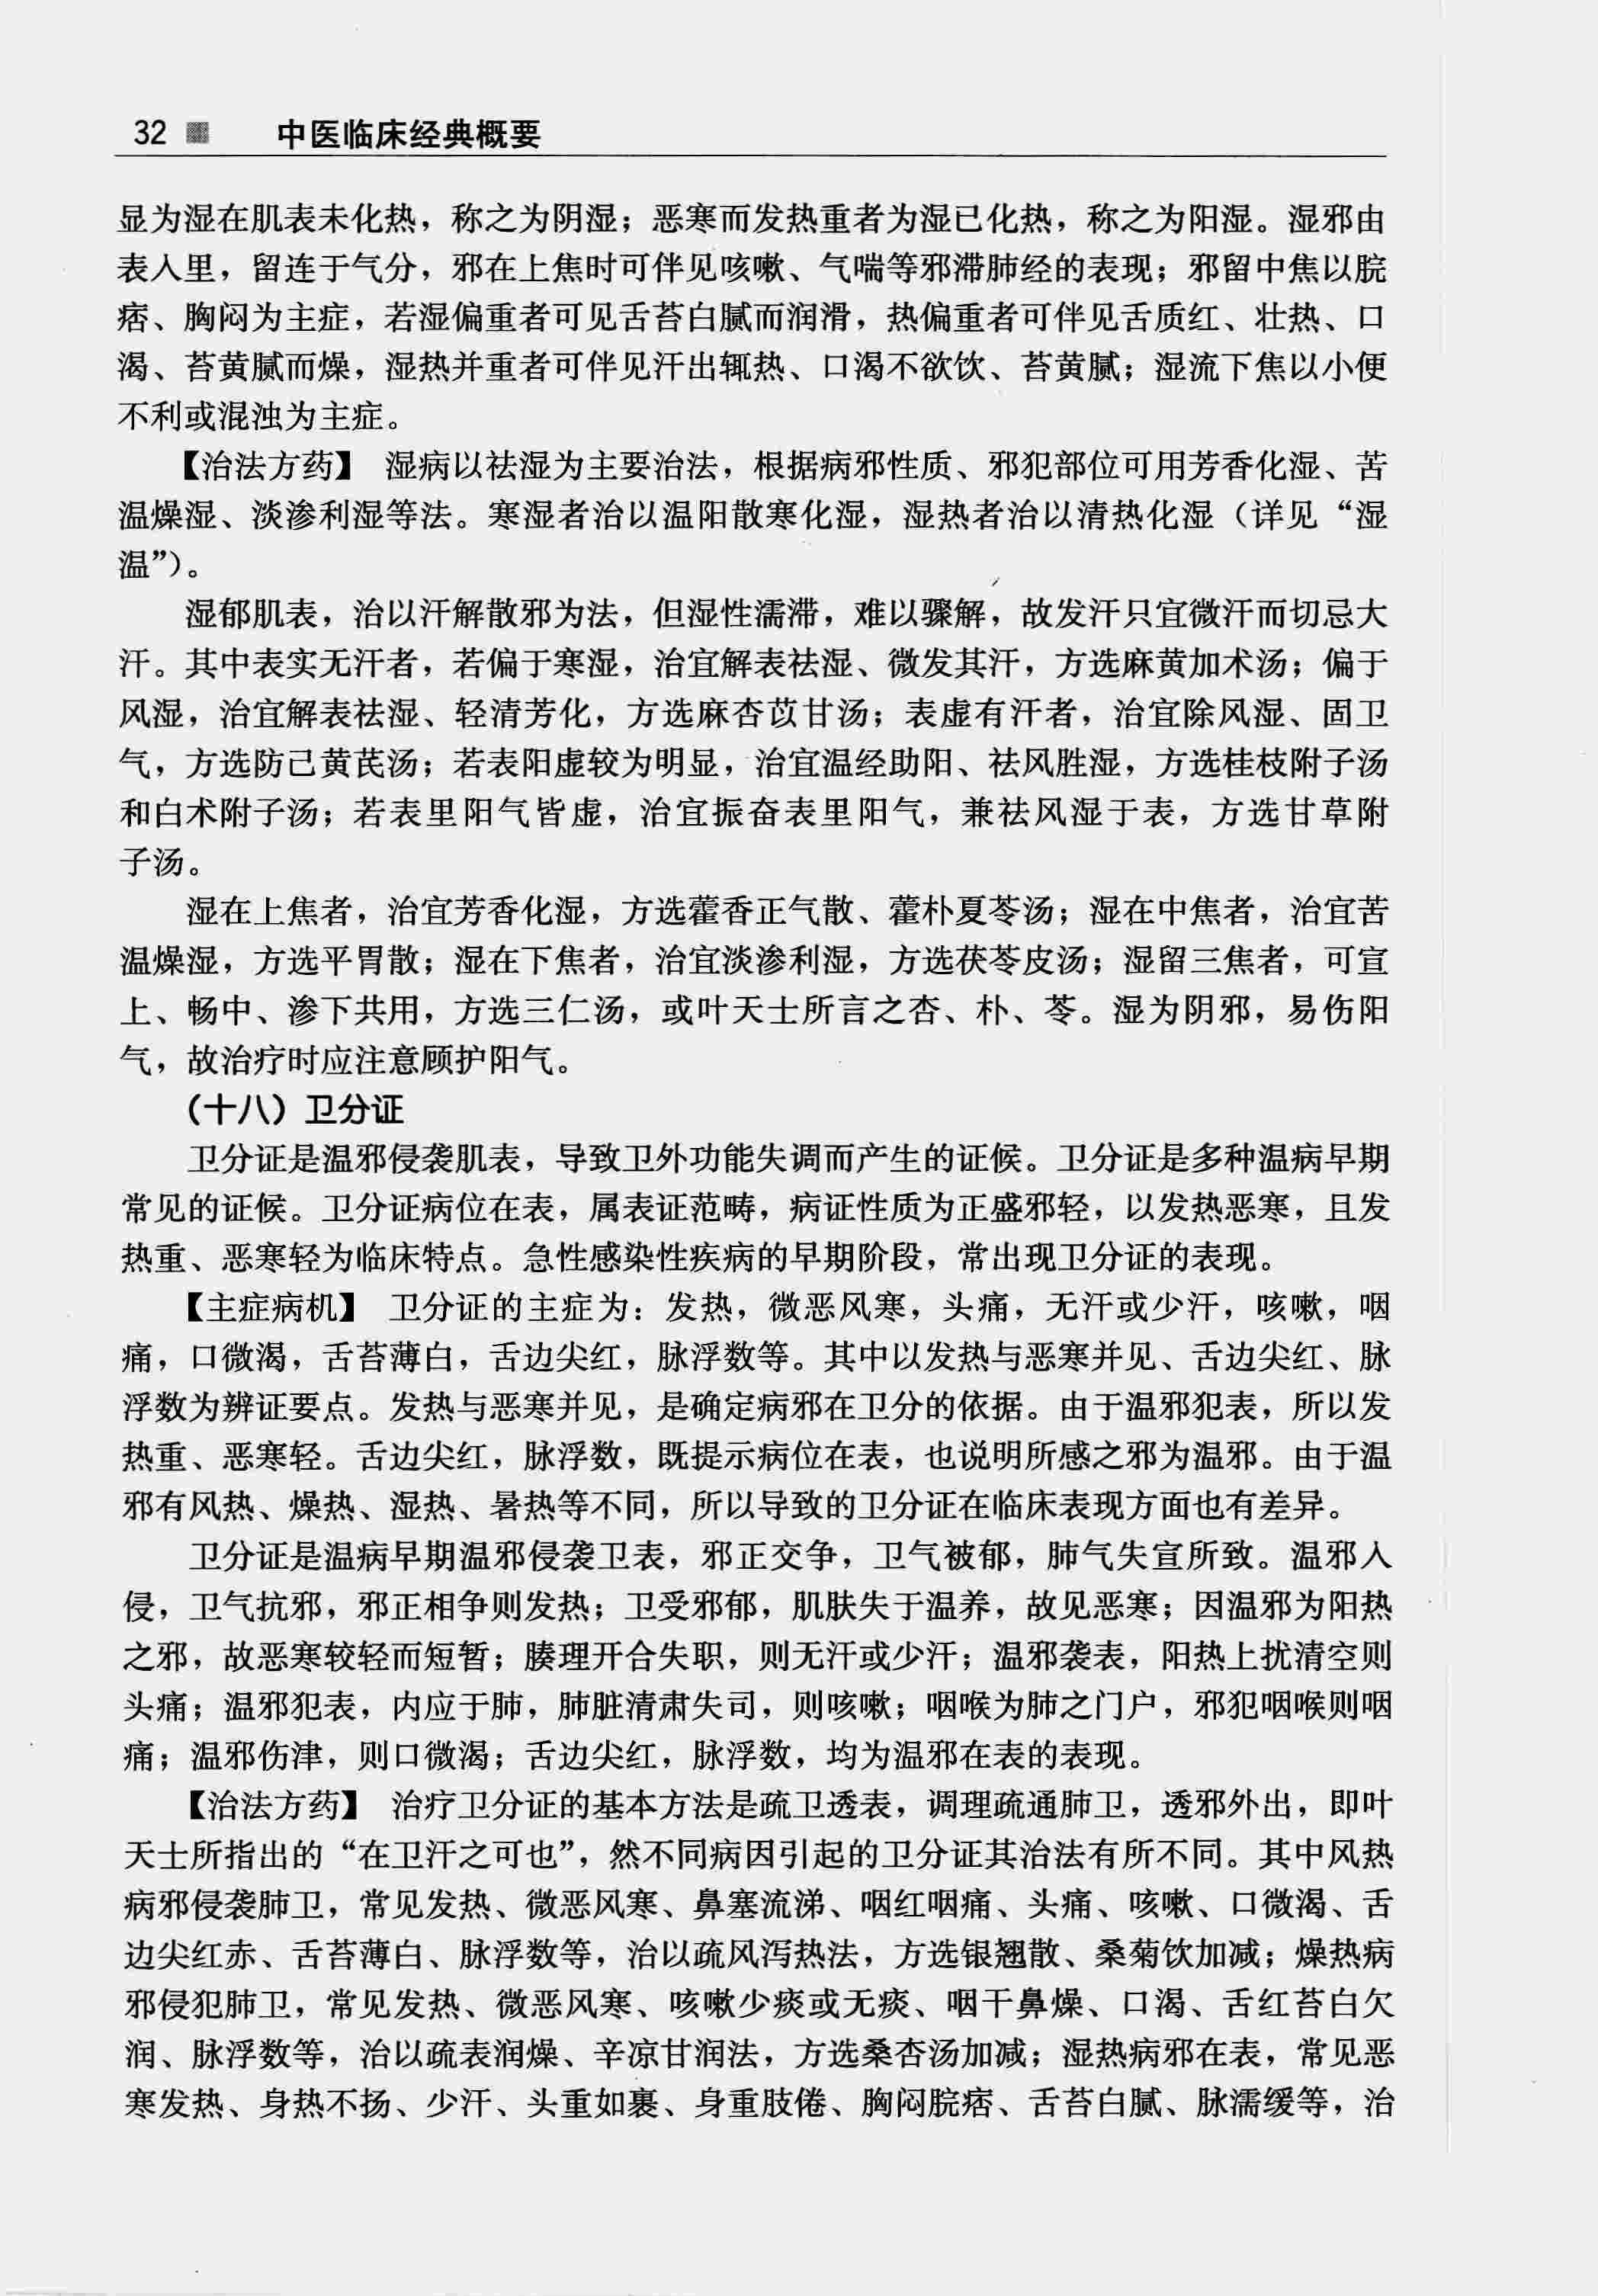 32 中医临床经典概要
显为湿在肌表未化热，称之为阴湿；恶寒而发热重者为湿已化热，称之为阳湿。湿邪由
表入里，留连于气分，邪在上焦时可伴见咳嗽、气喘等邪滞肺经的表现；邪留中焦以脘
痞、胸闷为主症，若湿偏重者可见舌苔白腻而润滑，热偏重者可伴见舌质红、壮热、口
渴、苔黄腻而燥，湿热并重者可伴见汗出辄热、口渴不欲饮、苔黄腻；湿流下焦以小便
不利或混浊为主症。
【治法方药】 湿病以祛湿为主要治法，根据病邪性质、邪犯部位可用芳香化湿、苦
温燥湿、淡渗利湿等法。寒湿者治以温阳散寒化湿，湿热者治以清热化湿（详见“湿
温”）。
湿郁肌表，治以汗解散邪为法，但湿性濡滞，难以骤解，故发汗只宜微汗而切忌大
汗。其中表实无汗者，若偏于寒湿，治宜解表祛湿、微发其汗，方选麻黄加术汤；偏于
风湿，治宜解表祛湿、轻清芳化，方选麻杏苡甘汤；表虚有汗者，治宜除风湿、固卫
气，方选防己黄芪汤；若表阳虚较为明显，治宜温经助阳、祛风胜湿，方选桂枝附子汤
和白术附子汤；若表里阳气皆虚，治宜振奋表里阳气，兼祛风湿于表，方选甘草附
子汤。
湿在上焦者，治宜芳香化湿，方选藿香正气散、藿朴夏苓汤；湿在中焦者，治宜苦
温燥湿，方选平胃散；湿在下焦者，治宜淡渗利湿，方选茯苓皮汤；湿留三焦者，可宣
上、畅中、渗下共用，方选三仁汤，或叶天士所言之杏、朴、苓。湿为阴邪，易伤阳
气，故治疗时应注意顾护阳气。
（十八）卫分证
卫分证是温邪侵袭肌表，导致卫外功能失调而产生的证候。卫分证是多种温病早期
常见的证候。卫分证病位在表，属表证范畴，病证性质为正盛邪轻，以发热恶寒，且发
热重、恶寒轻为临床特点。急性感染性疾病的早期阶段，常出现卫分证的表现。
【主症病机】 卫分证的主症为：发热，微恶风寒，头痛，无汗或少汗，咳嗽，咽
痛，口微渴，舌苔薄白，舌边尖红，脉浮数等。其中以发热与恶寒并见、舌边尖红、脉
浮数为辨证要点。发热与恶寒并见，是确定病邪在卫分的依据。由于温邪犯表，所以发
热重、恶寒轻。舌边尖红，脉浮数，既提示病位在表，也说明所感之邪为温邪。由于温
邪有风热、燥热、湿热、暑热等不同，所以导致的卫分证在临床表现方面也有差异。
卫分证是温病早期温邪侵袭卫表，邪正交争，卫气被郁，肺气失宣所致。温邪入
侵，卫气抗邪，邪正相争则发热；卫受邪郁，肌肤失于温养，故见恶寒；因温邪为阳热
之邪，故恶寒较轻而短暂；腠理开合失职，则无汗或少汗；温邪袭表，阳热上扰清空则
头痛；温邪犯表，内应于肺，肺脏清肃失司，则咳嗽；咽喉为肺之门户，邪犯咽喉则咽
痛；温邪伤津，则口微渴；舌边尖红，脉浮数，均为温邪在表的表现。
【治法方药】 治疗卫分证的基本方法是疏卫透表，调理疏通肺卫，透邪外出，即叶
天士所指出的“在卫汗之可也”，然不同病因引起的卫分证其治法有所不同。其中风热
病邪侵袭肺卫，常见发热、微恶风寒、鼻塞流涕、咽红咽痛、头痛、咳嗽、口微渴、舌
边尖红赤、舌苔薄白、脉浮数等，治以疏风泻热法，方选银翘散、桑菊饮加减；燥热病
邪侵犯肺卫，常见发热、微恶风寒、咳嗽少痰或无痰、咽干鼻燥、口渴、舌红苔白欠
润、脉浮数等，治以疏表润燥、辛凉甘润法，方选桑杏汤加减；湿热病邪在表，常见恶
寒发热、身热不扬、少汗、头重如裹、身重肢倦、胸闷脘痞、舌苔白腻、脉濡缓等，治